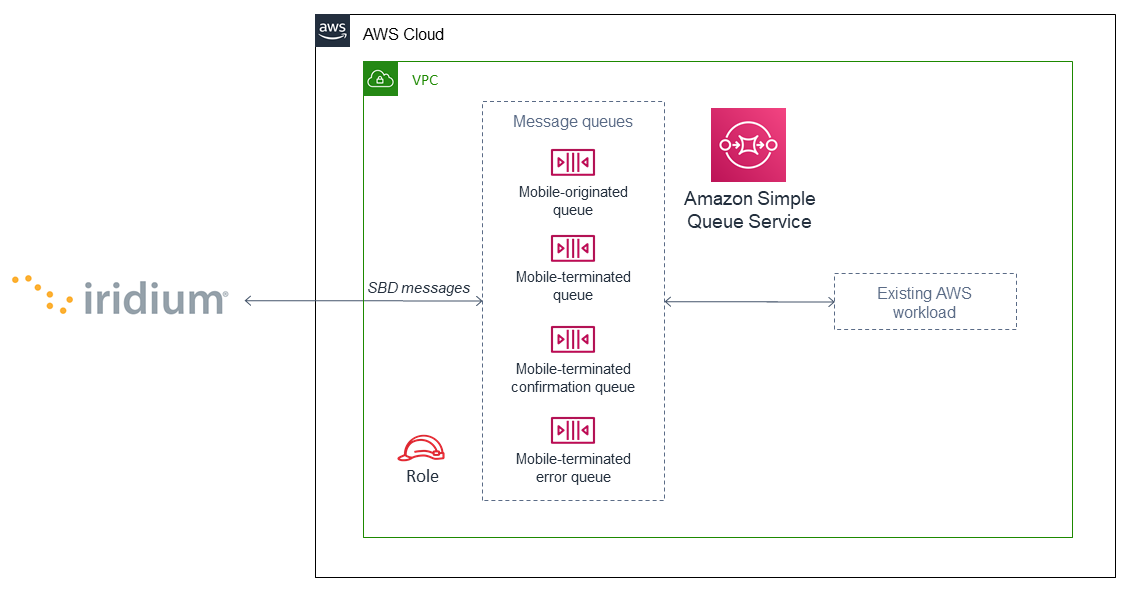 aws
AWS Cloud
VPC
Message queues
Mobile-originated
queue
Mobile-terminated
queue
Mobile-terminated
confirmation queue
Mobile-terminated
error queue
Amazon Simple
Queue Service
iridium®
SBD messages
Existing AWS
workload
Role